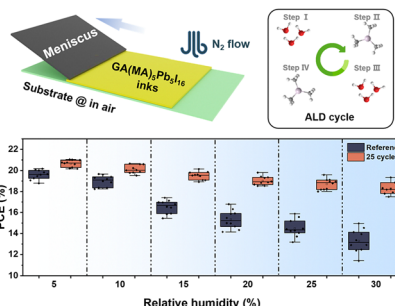 Meniscus
N₂ flow
GA(MA)₅Pb₅I₁₆
inks
Substrate @ in air
Step I
Step II
Step IV
Step III
ALD cycle
Reference
25 cycle
PCE (%)
22
20
18
16
14
12
10
5
10
15
20
25
30
Relative humidity (%)